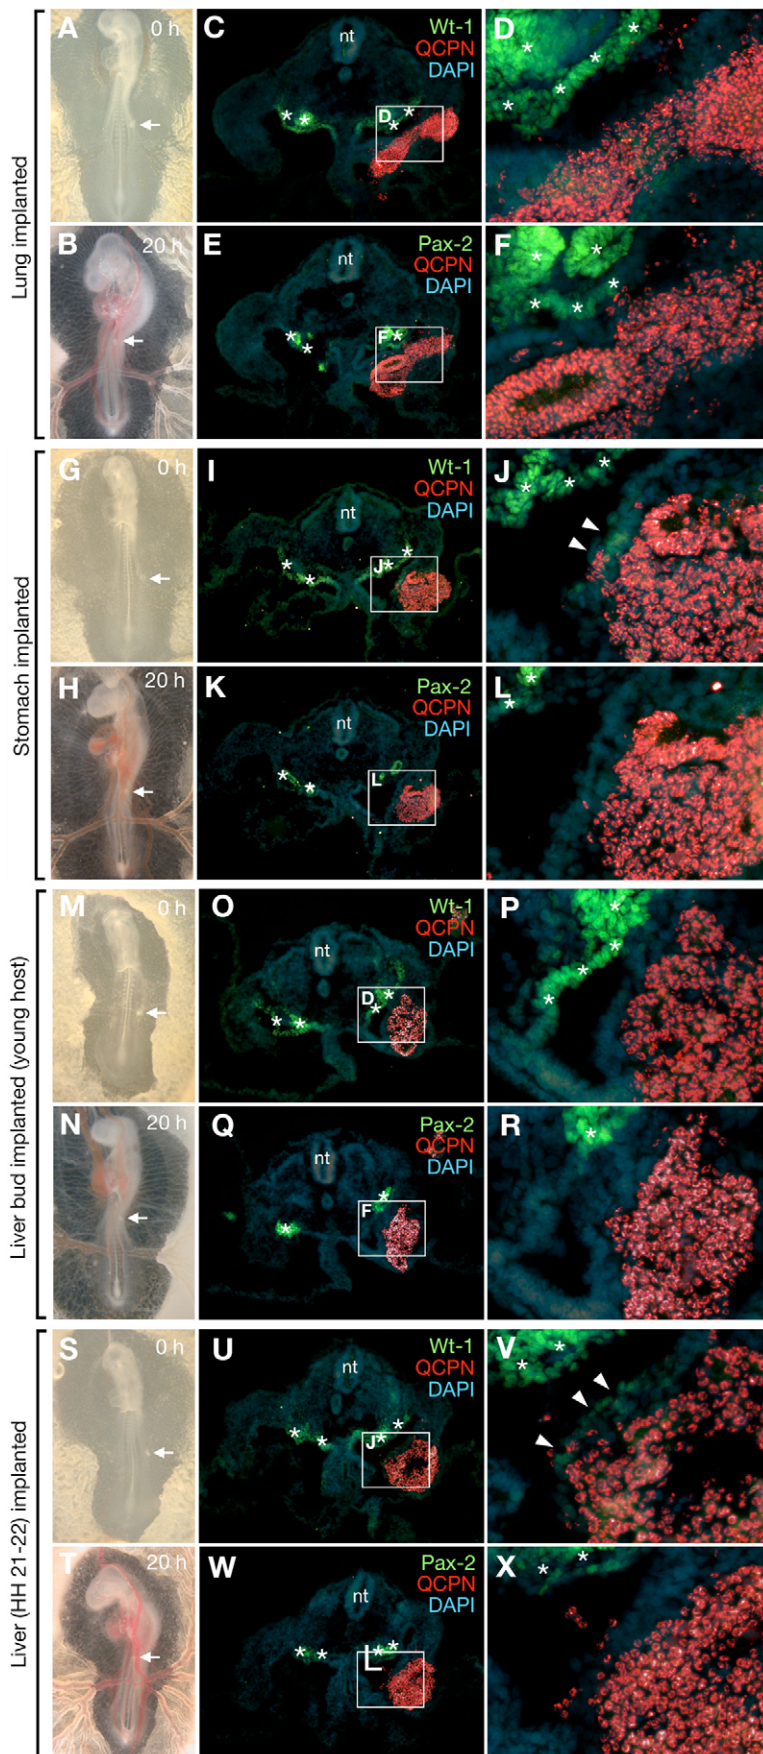 Lung implanted
A
0 h
C
nt
Wt-1
QCPN
DAPI
D
D
B
20 h
E
nt
Pax-2
QCPN
DAPI
F
F
Stomach implanted
G
0 h
I
nt
Wt-1
QCPN
DAPI
J
J
H
20 h
K
nt
Pax-2
QCPN
DAPI
L
L
Liver bud implanted (young host)
M
0 h
O
nt
Wt-1
QCPN
DAPI
D
P
N
20 h
Q
nt
Pax-2
QCPN
DAPI
F
R
Liver (HH 21-22) implanted
S
0 h
U
nt
Wt-1
QCPN
DAPI
J
V
T
20 h
W
nt
Pax-2
QCPN
DAPI
L
X